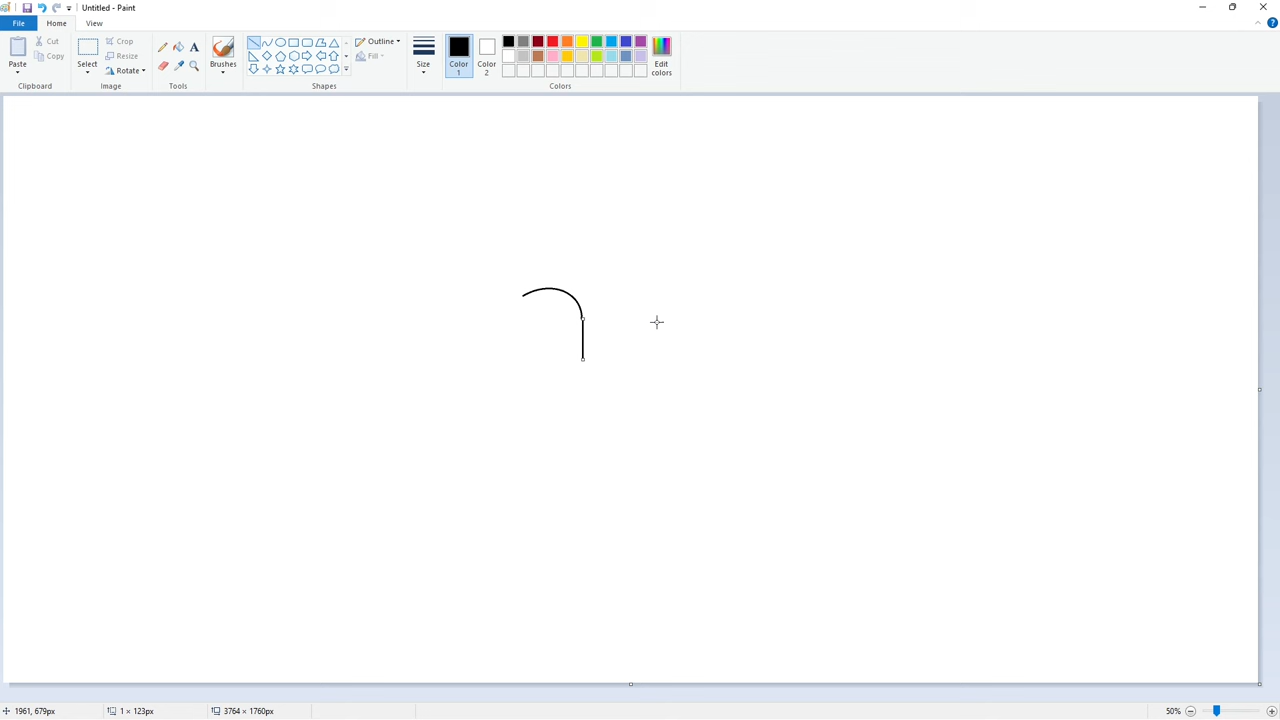 Untitled - Paint
File
Home
View
Paste
Cut
Copy
Clipboard
Select
Crop
Resize
Rotate
Image
A
Tools
Brushes
Shapes
Outline
Fill
Size
Color 1
Color 2
Edit colors
Colors
1961, 679px
1 × 123px
3764 × 1760px
50%